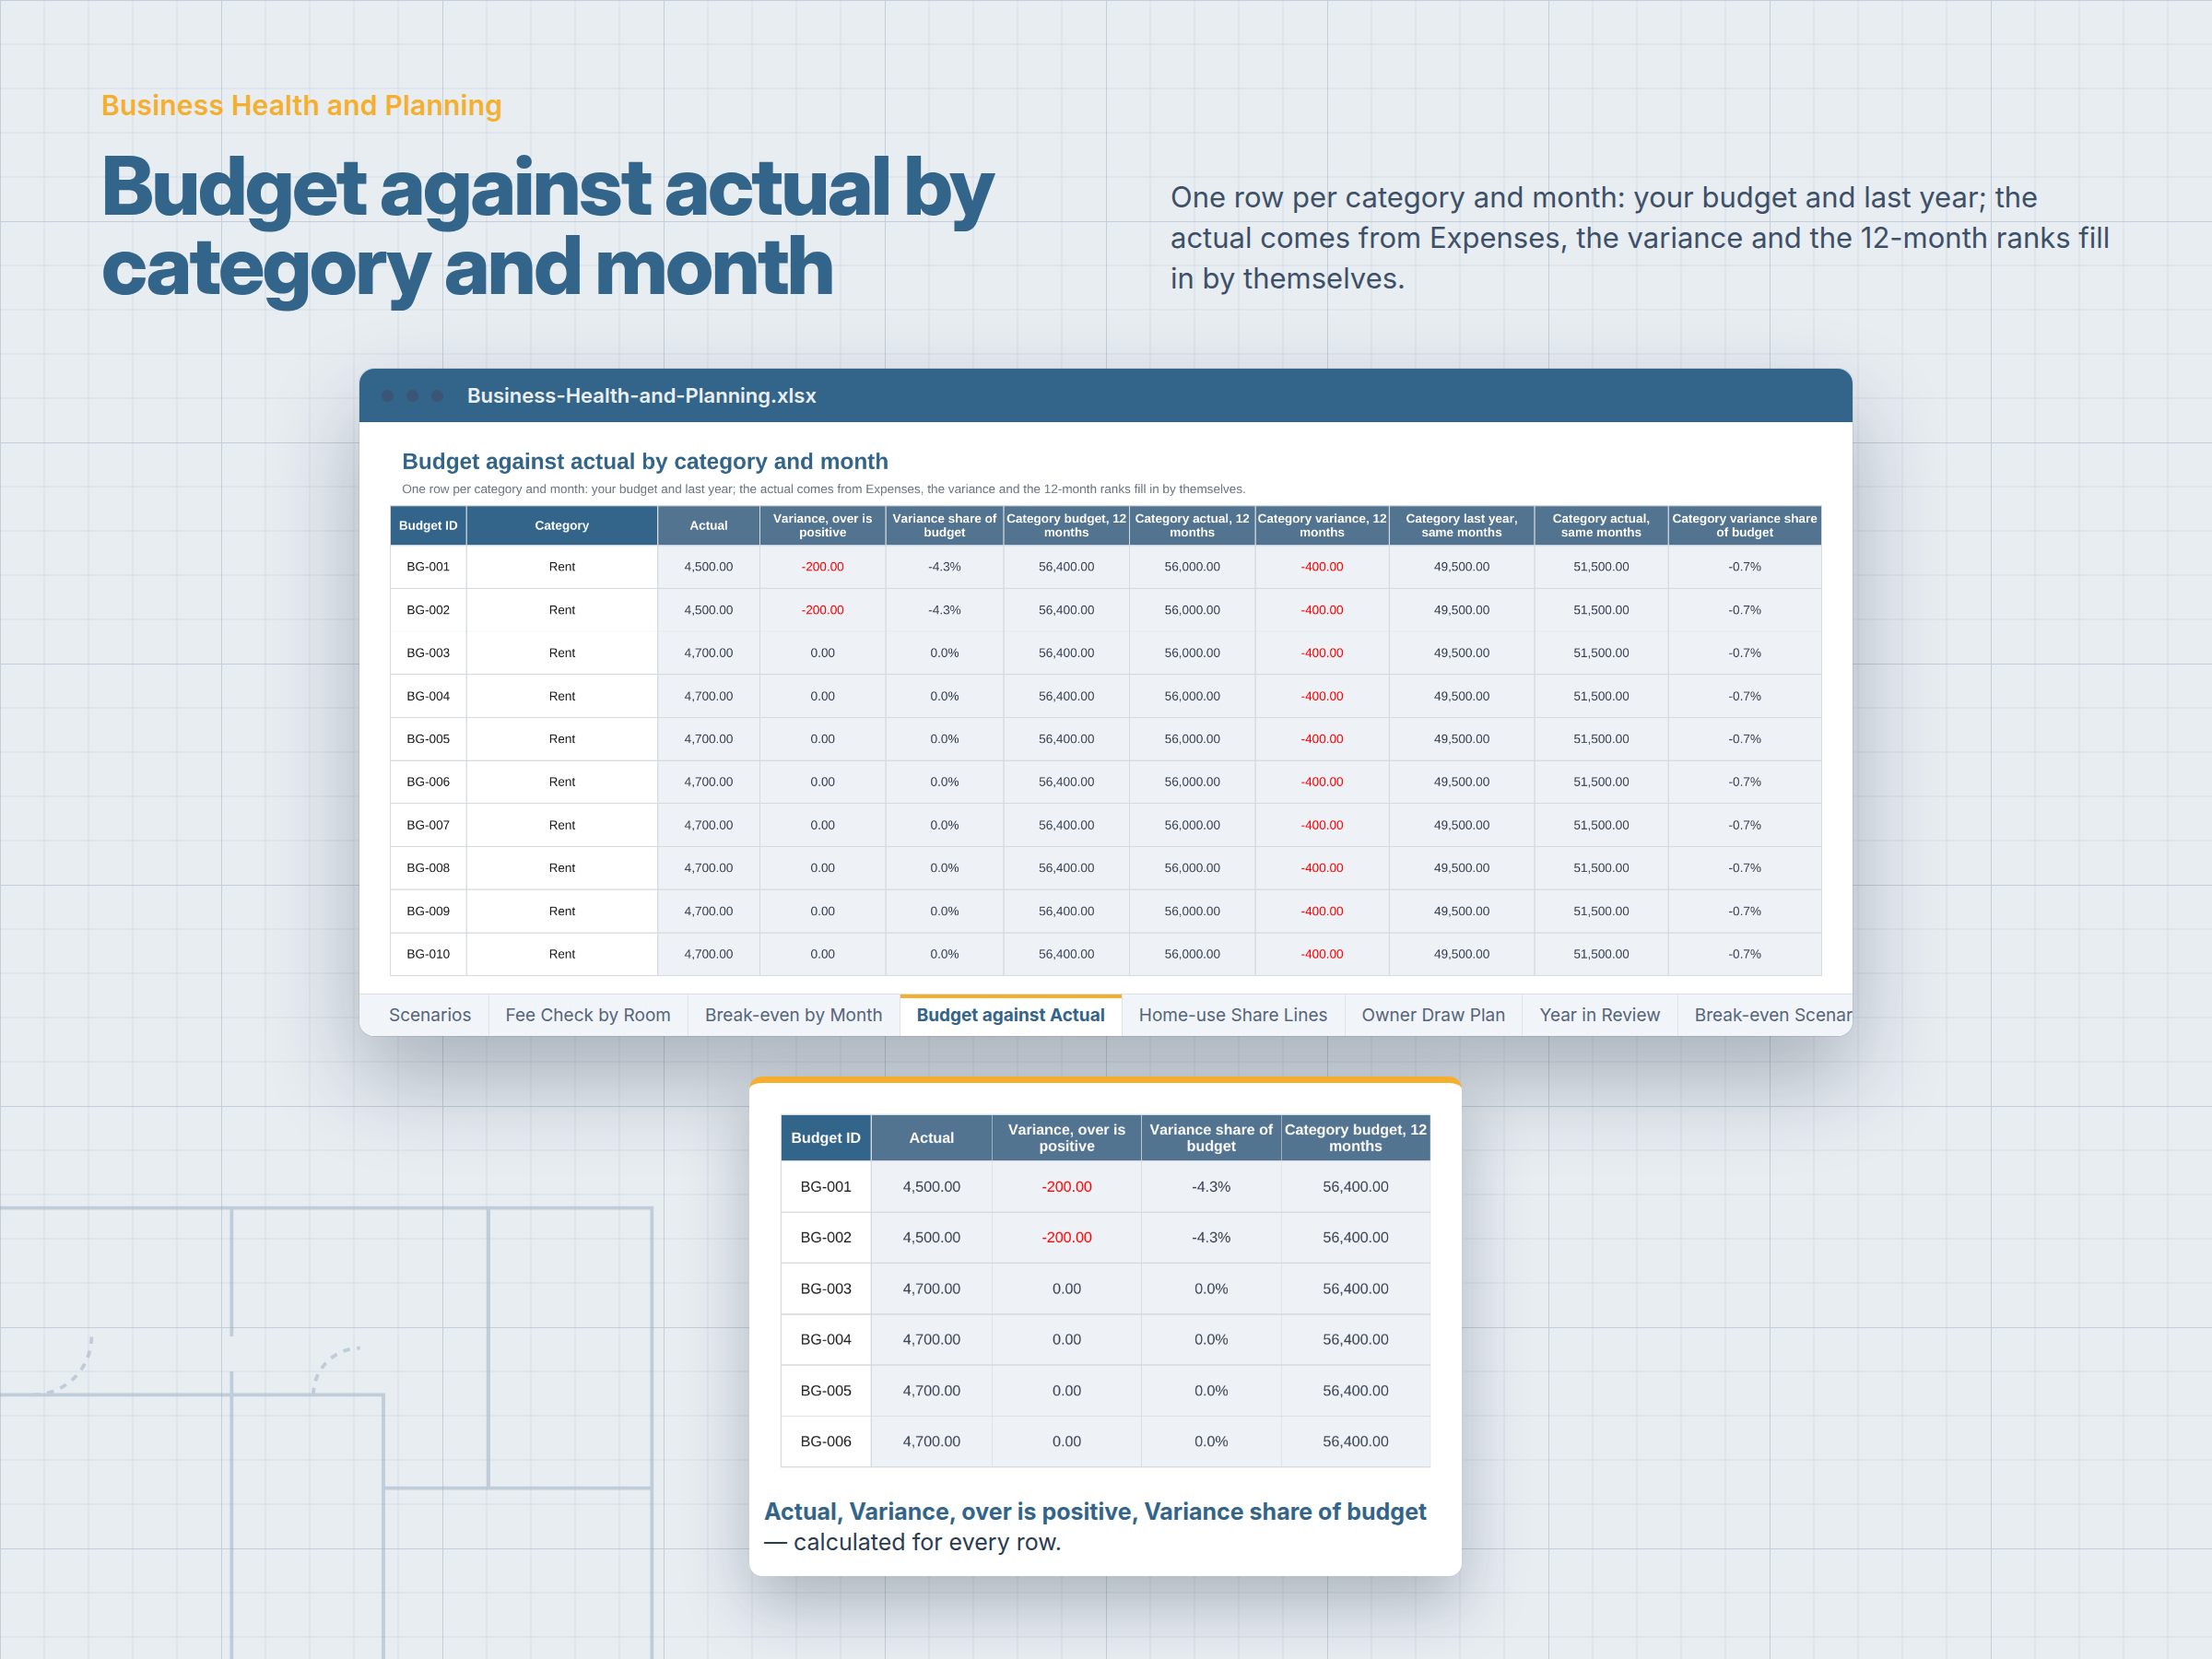 Business Health and Planning
Budget against actual by
category and month
One row per category and month: your budget and last year; the
actual comes from Expenses, the variance and the 12-month ranks fill
in by themselves.
Business-Health-and-Planning.xlsx
Budget against actual by category and month
One row per category and month: your budget and last year; the actual comes from Expenses, the variance and the 12-month ranks fill in by themselves.
Budget ID Category Actual Variance, over is positive Variance share of budget Category budget, 12 months Category actual, 12 months Category variance, 12 months Category last year, same months Category actual, same months Category variance share of budget
BG-001 Rent 4,500.00 -200.00 -4.3% 56,400.00 56,000.00 -400.00 49,500.00 51,500.00 -0.7%
BG-002 Rent 4,500.00 -200.00 -4.3% 56,400.00 56,000.00 -400.00 49,500.00 51,500.00 -0.7%
BG-003 Rent 4,700.00 0.00 0.0% 56,400.00 56,000.00 -400.00 49,500.00 51,500.00 -0.7%
BG-004 Rent 4,700.00 0.00 0.0% 56,400.00 56,000.00 -400.00 49,500.00 51,500.00 -0.7%
BG-005 Rent 4,700.00 0.00 0.0% 56,400.00 56,000.00 -400.00 49,500.00 51,500.00 -0.7%
BG-006 Rent 4,700.00 0.00 0.0% 56,400.00 56,000.00 -400.00 49,500.00 51,500.00 -0.7%
BG-007 Rent 4,700.00 0.00 0.0% 56,400.00 56,000.00 -400.00 49,500.00 51,500.00 -0.7%
BG-008 Rent 4,700.00 0.00 0.0% 56,400.00 56,000.00 -400.00 49,500.00 51,500.00 -0.7%
BG-009 Rent 4,700.00 0.00 0.0% 56,400.00 56,000.00 -400.00 49,500.00 51,500.00 -0.7%
BG-010 Rent 4,700.00 0.00 0.0% 56,400.00 56,000.00 -400.00 49,500.00 51,500.00 -0.7%
Scenarios Fee Check by Room Break-even by Month Budget against Actual Home-use Share Lines Owner Draw Plan Year in Review Break-even Scenar
Budget ID Actual Variance, over is positive Variance share of budget Category budget, 12 months
BG-001 4,500.00 -200.00 -4.3% 56,400.00
BG-002 4,500.00 -200.00 -4.3% 56,400.00
BG-003 4,700.00 0.00 0.0% 56,400.00
BG-004 4,700.00 0.00 0.0% 56,400.00
BG-005 4,700.00 0.00 0.0% 56,400.00
BG-006 4,700.00 0.00 0.0% 56,400.00
Actual, Variance, over is positive, Variance share of budget
— calculated for every row.